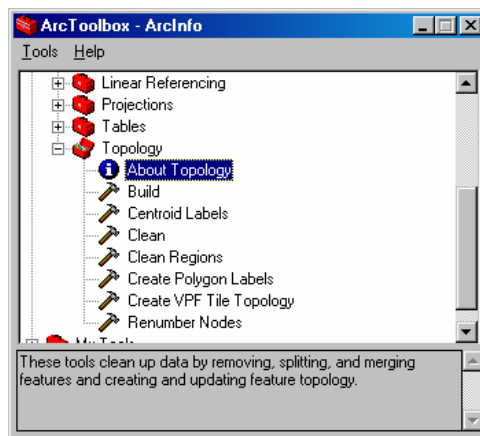 ArcToolbox - ArcInfo
Tools Help
Linear Referencing
Projections
Tables
Topology
About Topology
Build
Centroid Labels
Clean
Clean Regions
Create Polygon Labels
Create VPF Tile Topology
Renumber Nodes
My Tools
These tools clean up data by removing, splitting, and merging
features and creating and updating feature topology.